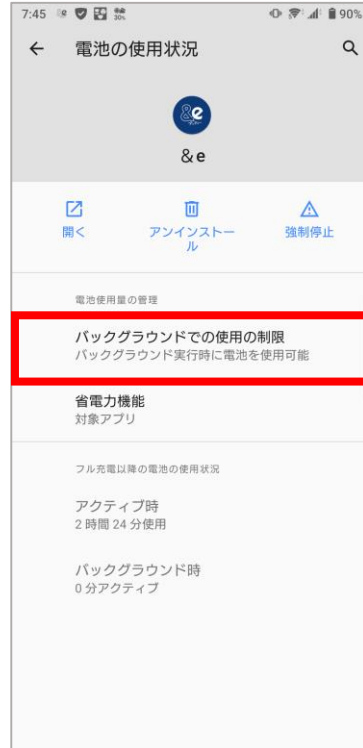 7:45 90%
降水 30%
電池の使用状況
&e
&e
開く アンインストール 強制停止
電池使用量の管理
バックグラウンドでの使用の制限
バックグラウンド実行時に電池を使用可能
省電力機能
対象アプリ
フル充電以降の電池の使用状況
アクティブ時
2 時間 24 分使用
バックグラウンド時
0 分アクティブ